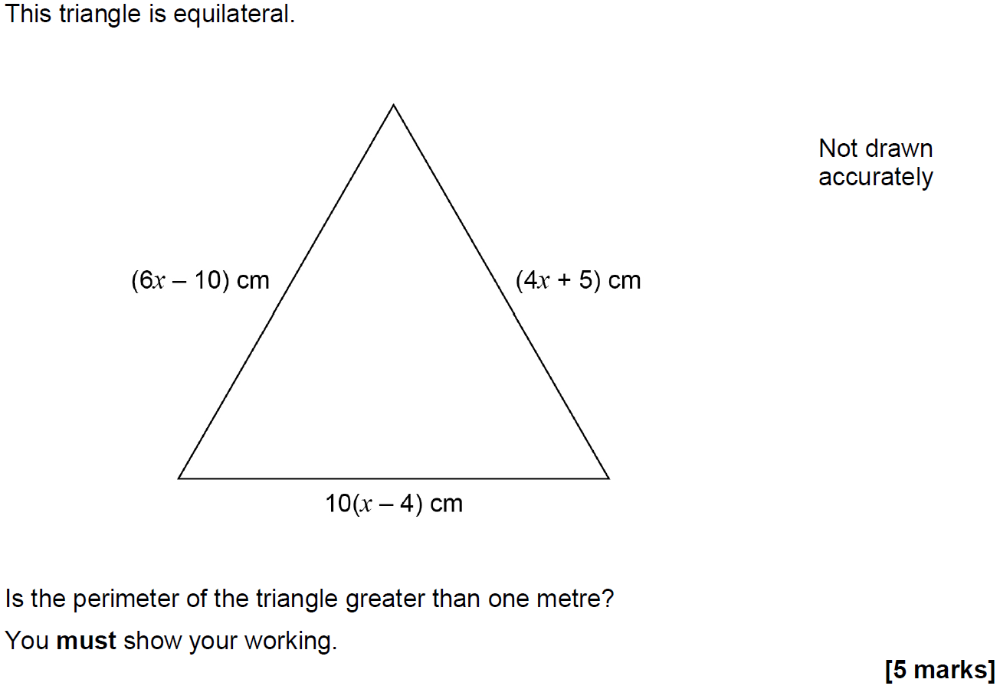 This triangle is equilateral.
Not drawn
accurately
(6x – 10) cm
(4x + 5) cm
10(x – 4) cm
Is the perimeter of the triangle greater than one metre?
You must show your working.
[5 marks]